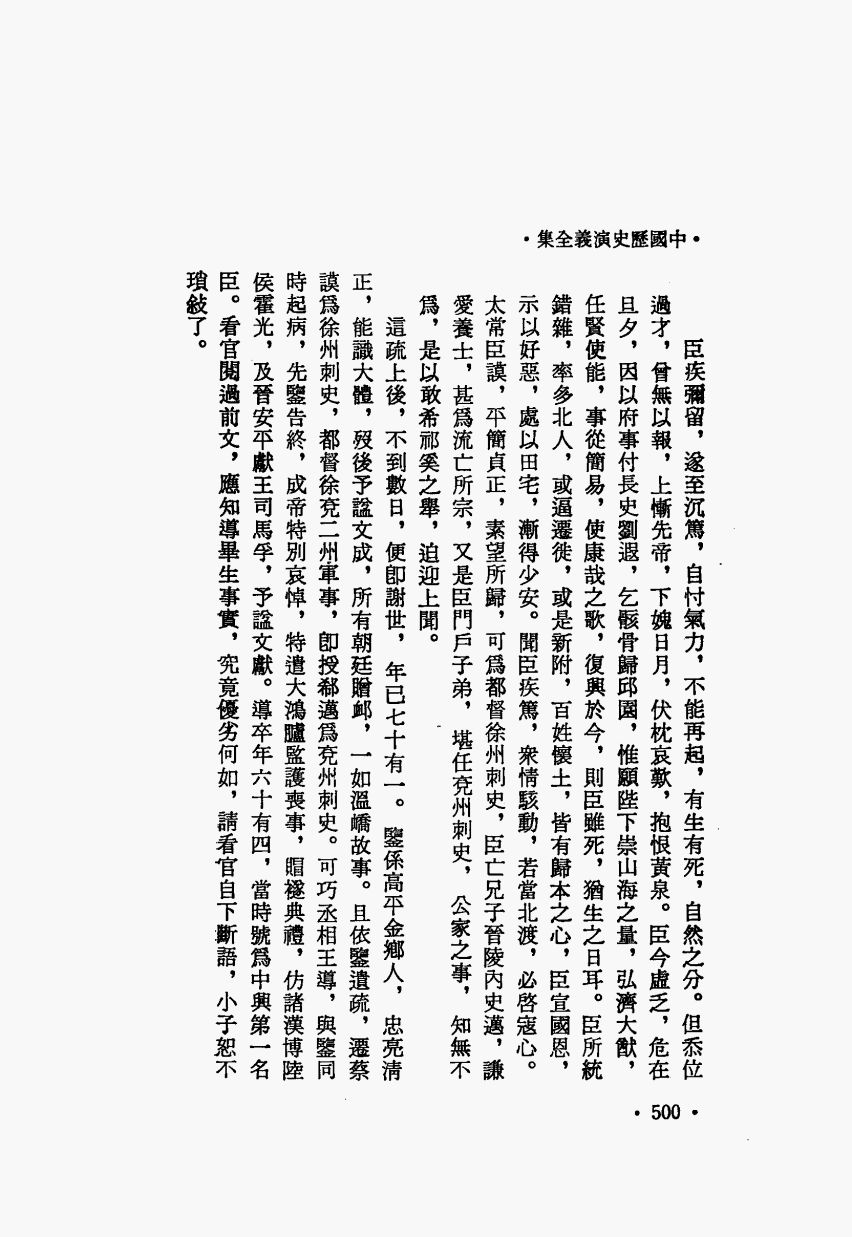 •中國歷史演義全集•
臣疾彌留，遂至沉篤，自忖氣力，不能再起，有生有死，自然之分。但忝位
過才，曾無以報，上慚先帝，下媿日月，伏枕哀歎，抱恨黃泉。臣今虛乏，危在
旦夕，因以府事付長史劉遐，乞骸骨歸邱園，惟願陛下崇山海之量，弘濟大猷，
任賢使能，事從簡易，使康哉之歌，復興於今，則臣雖死，猶生之日耳。臣所統
錯雜，率多北人，或逼遷徙，或是新附，百姓懷土，皆有歸本之心，臣宣國恩，
示以好惡，處以田宅，漸得少安。聞臣疾篤，衆情駭動，若當北渡，必啓寇心。
太常臣謨，平簡貞正，素望所歸，可爲都督徐州刺史，臣亡兄子晉陵內史邁，謙
愛養士，甚爲流亡所宗，又是臣門戶子弟，堪任兗州刺史，公家之事，知無不
爲，是以敢希祁奚之舉，迫迎上聞。
這疏上後，不到數日，便卽謝世，年已七十有一。鑒係高平金鄉人，忠亮清
正，能識大體，歿後予諡文成，所有朝廷贈卹，一如溫嶠故事。且依鑒遺疏，遷蔡
謨爲徐州刺史，都督徐兗二州軍事，卽授郗邁爲兗州刺史。可巧丞相王導，與鑒同
時起病，先鑒告終，成帝特別哀悼，特遣大鴻臚監護喪事，賵襚典禮，仿諸漢博陸
侯霍光，及晉安平獻王司馬孚，予諡文獻。導卒年六十有四，當時號爲中興第一名
臣。看官閱過前文，應知導畢生事實，究竟優劣何如，請看官自下斷語，小子恕不
瑣敍了。
•500•